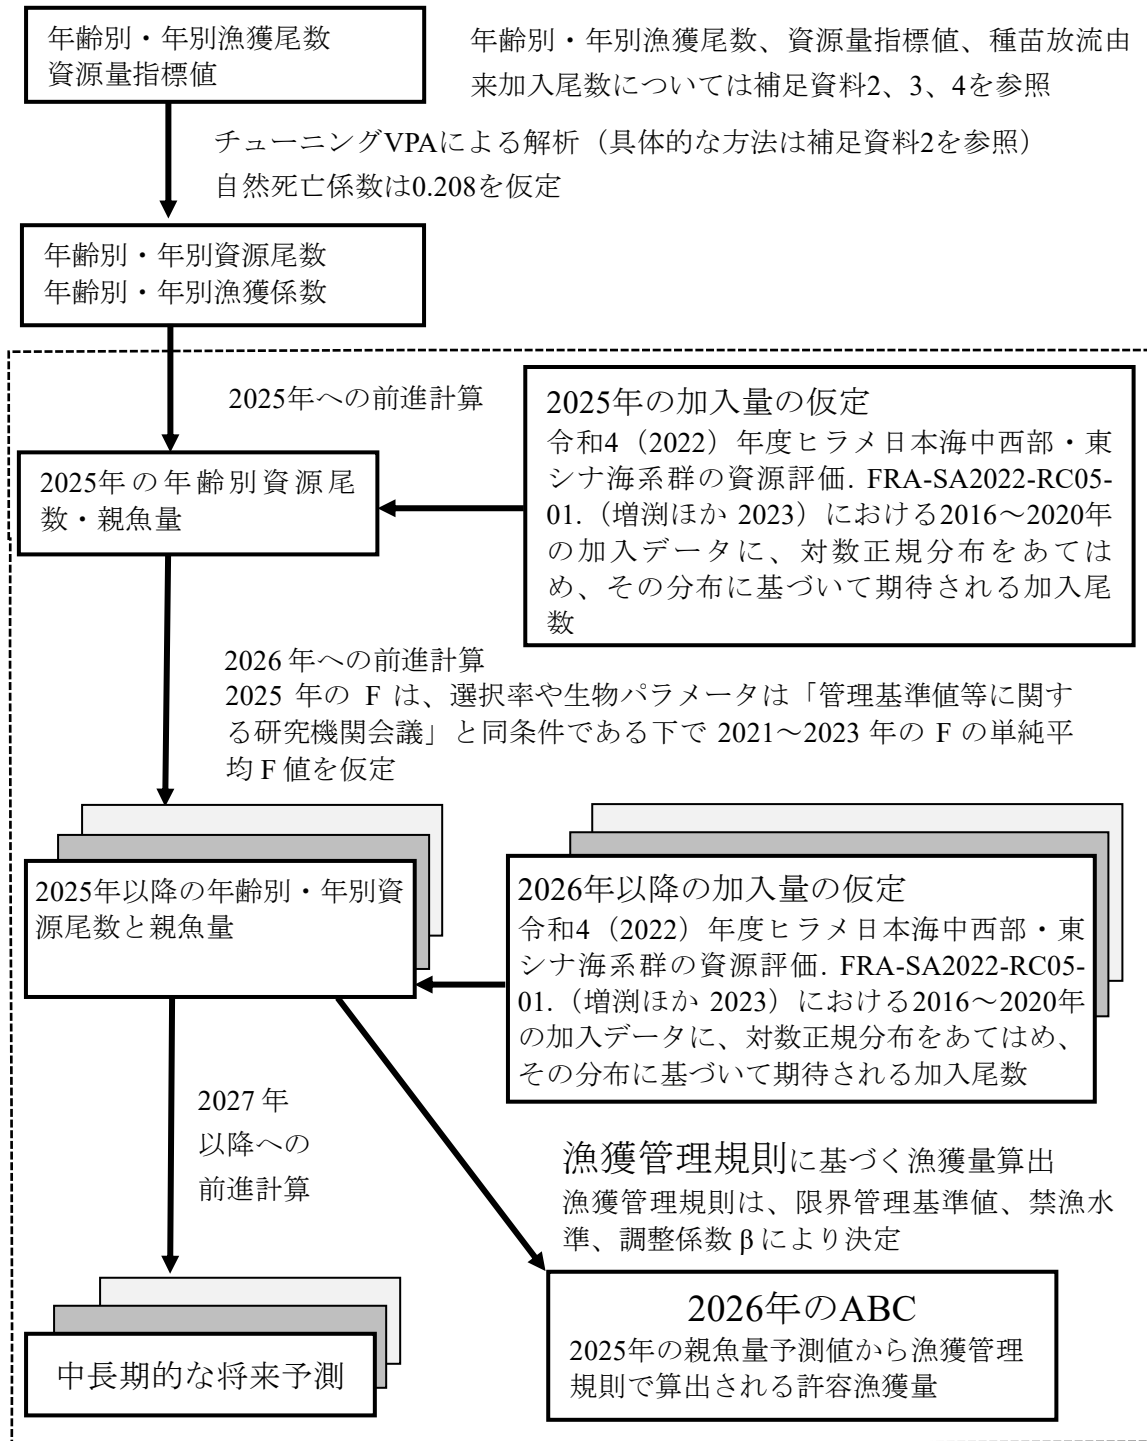 年齢別・年別漁獲尾数
資源量指標値
年齢別・年別漁獲尾数、資源量指標値、種苗放流由
来加入尾数については補足資料2、3、4を参照
チューニングVPAによる解析（具体的な方法は補足資料2を参照）
自然死亡係数は0.208を仮定
年齢別・年別資源尾数
年齢別・年別漁獲係数
2025年への前進計算
2025年の加入量の仮定
令和4（2022）年度ヒラメ日本海中西部・東
シナ海系群の資源評価. FRA-SA2022-RC05-
01.（増渕ほか 2023）における2016～2020年
の加入データに、対数正規分布をあては
め、その分布に基づいて期待される加入尾
数
2025年の年齢別資源尾
数・親魚量
2026 年への前進計算
2025 年の F は、選択率や生物パラメータは「管理基準値等に関す
る研究機関会議」と同条件である下で 2021～2023 年の F の単純平
均 F 値を仮定
2025年以降の年齢別・年別資
源尾数と親魚量
2026年以降の加入量の仮定
令和4（2022）年度ヒラメ日本海中西部・東
シナ海系群の資源評価. FRA-SA2022-RC05-
01.（増渕ほか 2023）における2016～2020年
の加入データに、対数正規分布をあてはめ、
その分布に基づいて期待される加入尾数
2027 年
以降への
前進計算
漁獲管理規則に基づく漁獲量算出
漁獲管理規則は、限界管理基準値、禁漁水
準、調整係数 β により決定
中長期的な将来予測
2026年のABC
2025年の親魚量予測値から漁獲管理
規則で算出される許容漁獲量